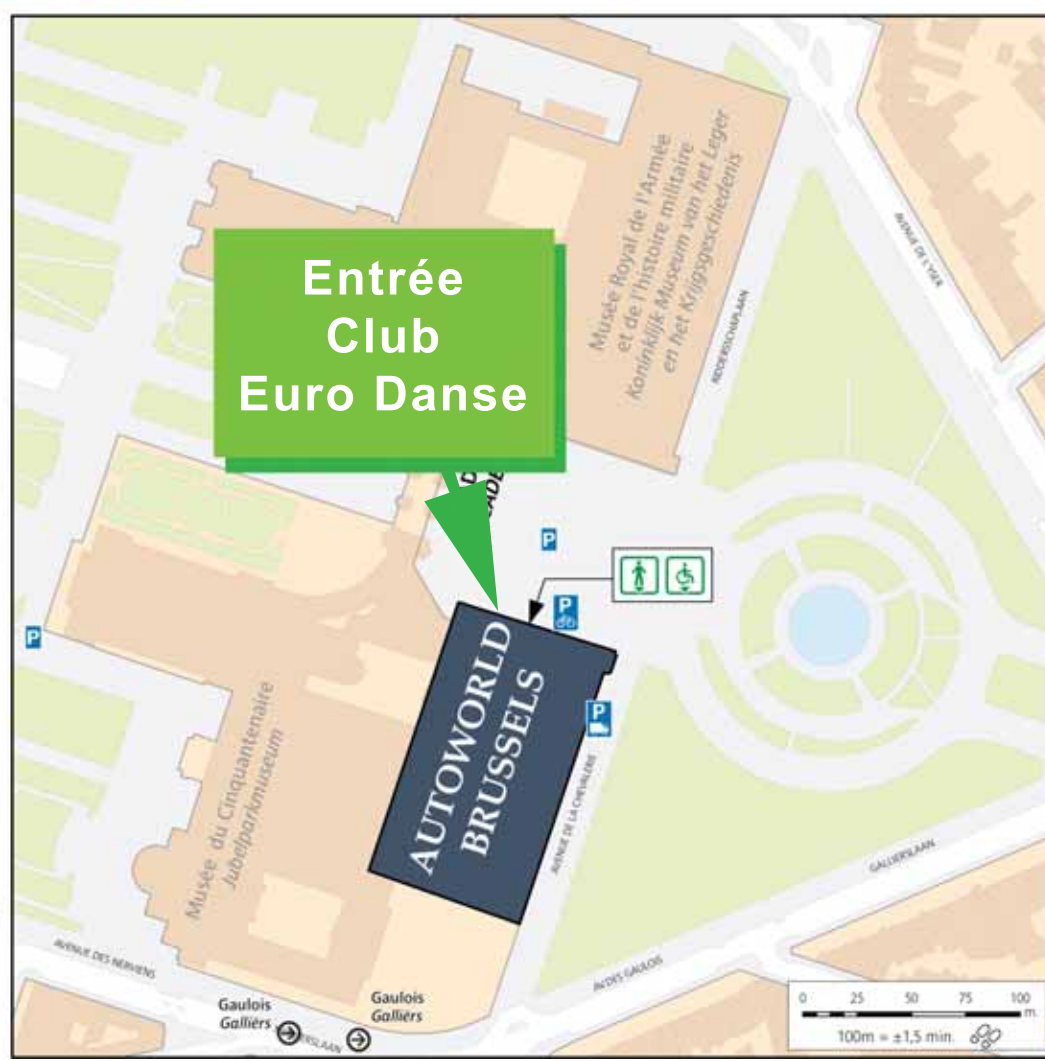 Entrée
Club
Euro Danse
Musée Royal de l'Armée
et de l'histoire militaire
Koninklijk Museum van het Leger
en het Krijgsgeschiedenis
RIDDERSCHAPLAAN
AVENUE DE L'YSER
P
P
P
P
AUTOWORLD
BRUSSELS
Musée du Cinquantenaire
Jubelparkmuseum
AVENUE DE LA CHEVALERIE
GALLIERSLAAN
AV. DES GAULOIS
AVENUE DES NERVIENS
Gaulois
Galliërs
Gaulois
Galliërs
0 25 50 75 100
m.
100m = ±1,5 min.